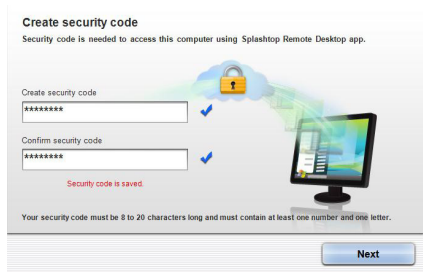 Create security code
Security code is needed to access this computer using Splashtop Remote Desktop app.
Create security code
********
Confirm security code
********
Security code is saved.
Your security code must be 8 to 20 characters long and must contain at least one number and one letter.
Next